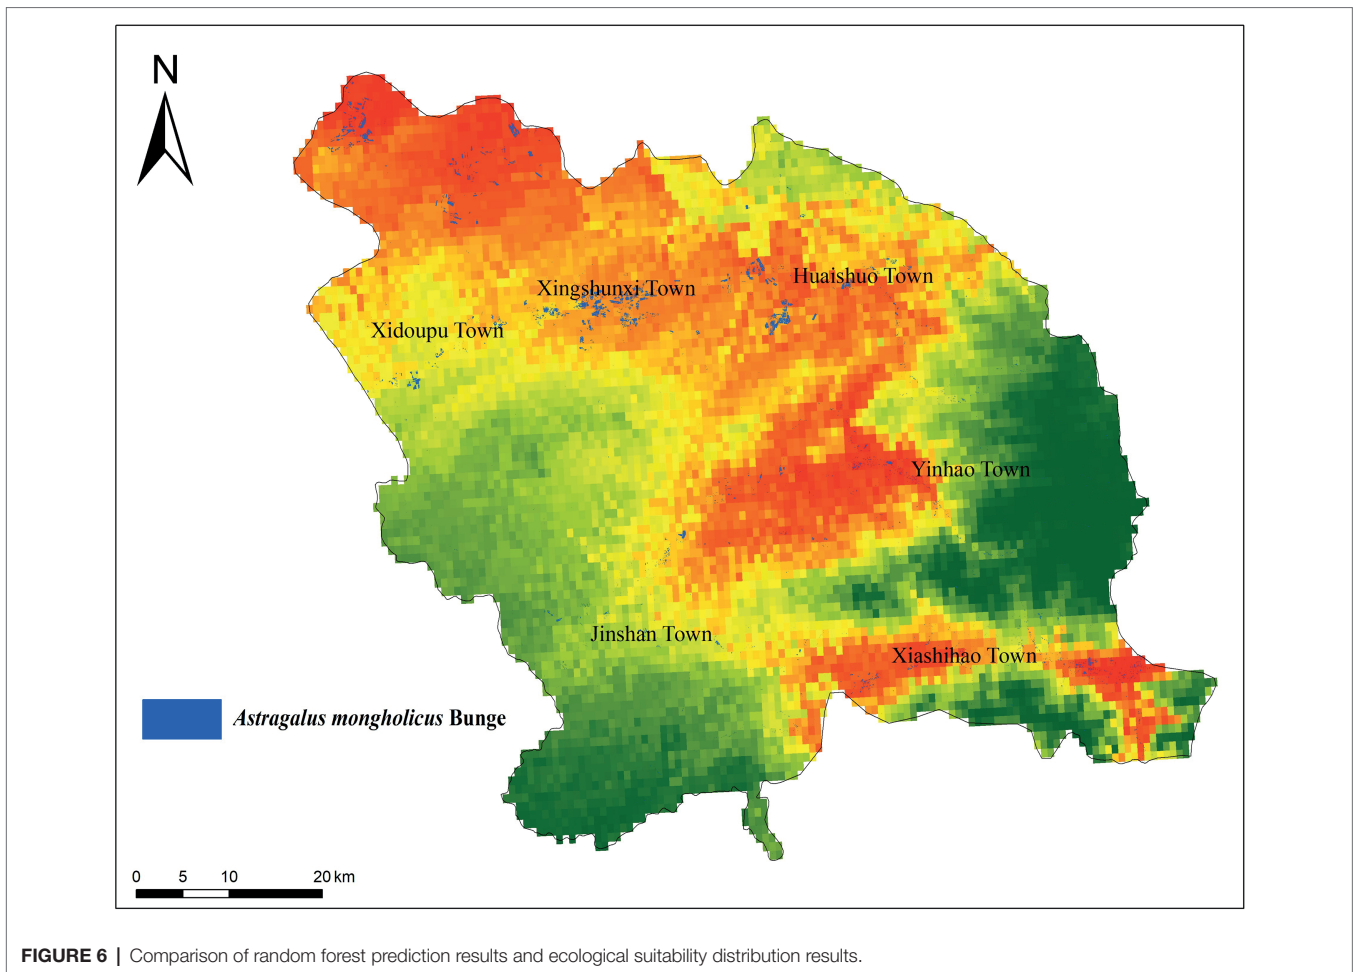 N
Xingshunxi Town
Huaishuo Town
Xidoupu Town
Yinhao Town
Jinshan Town
Xiashihao Town
Astragalus mongholicus Bunge
0 5 10 20 km
FIGURE 6 | Comparison of random forest prediction results and ecological suitability distribution results.